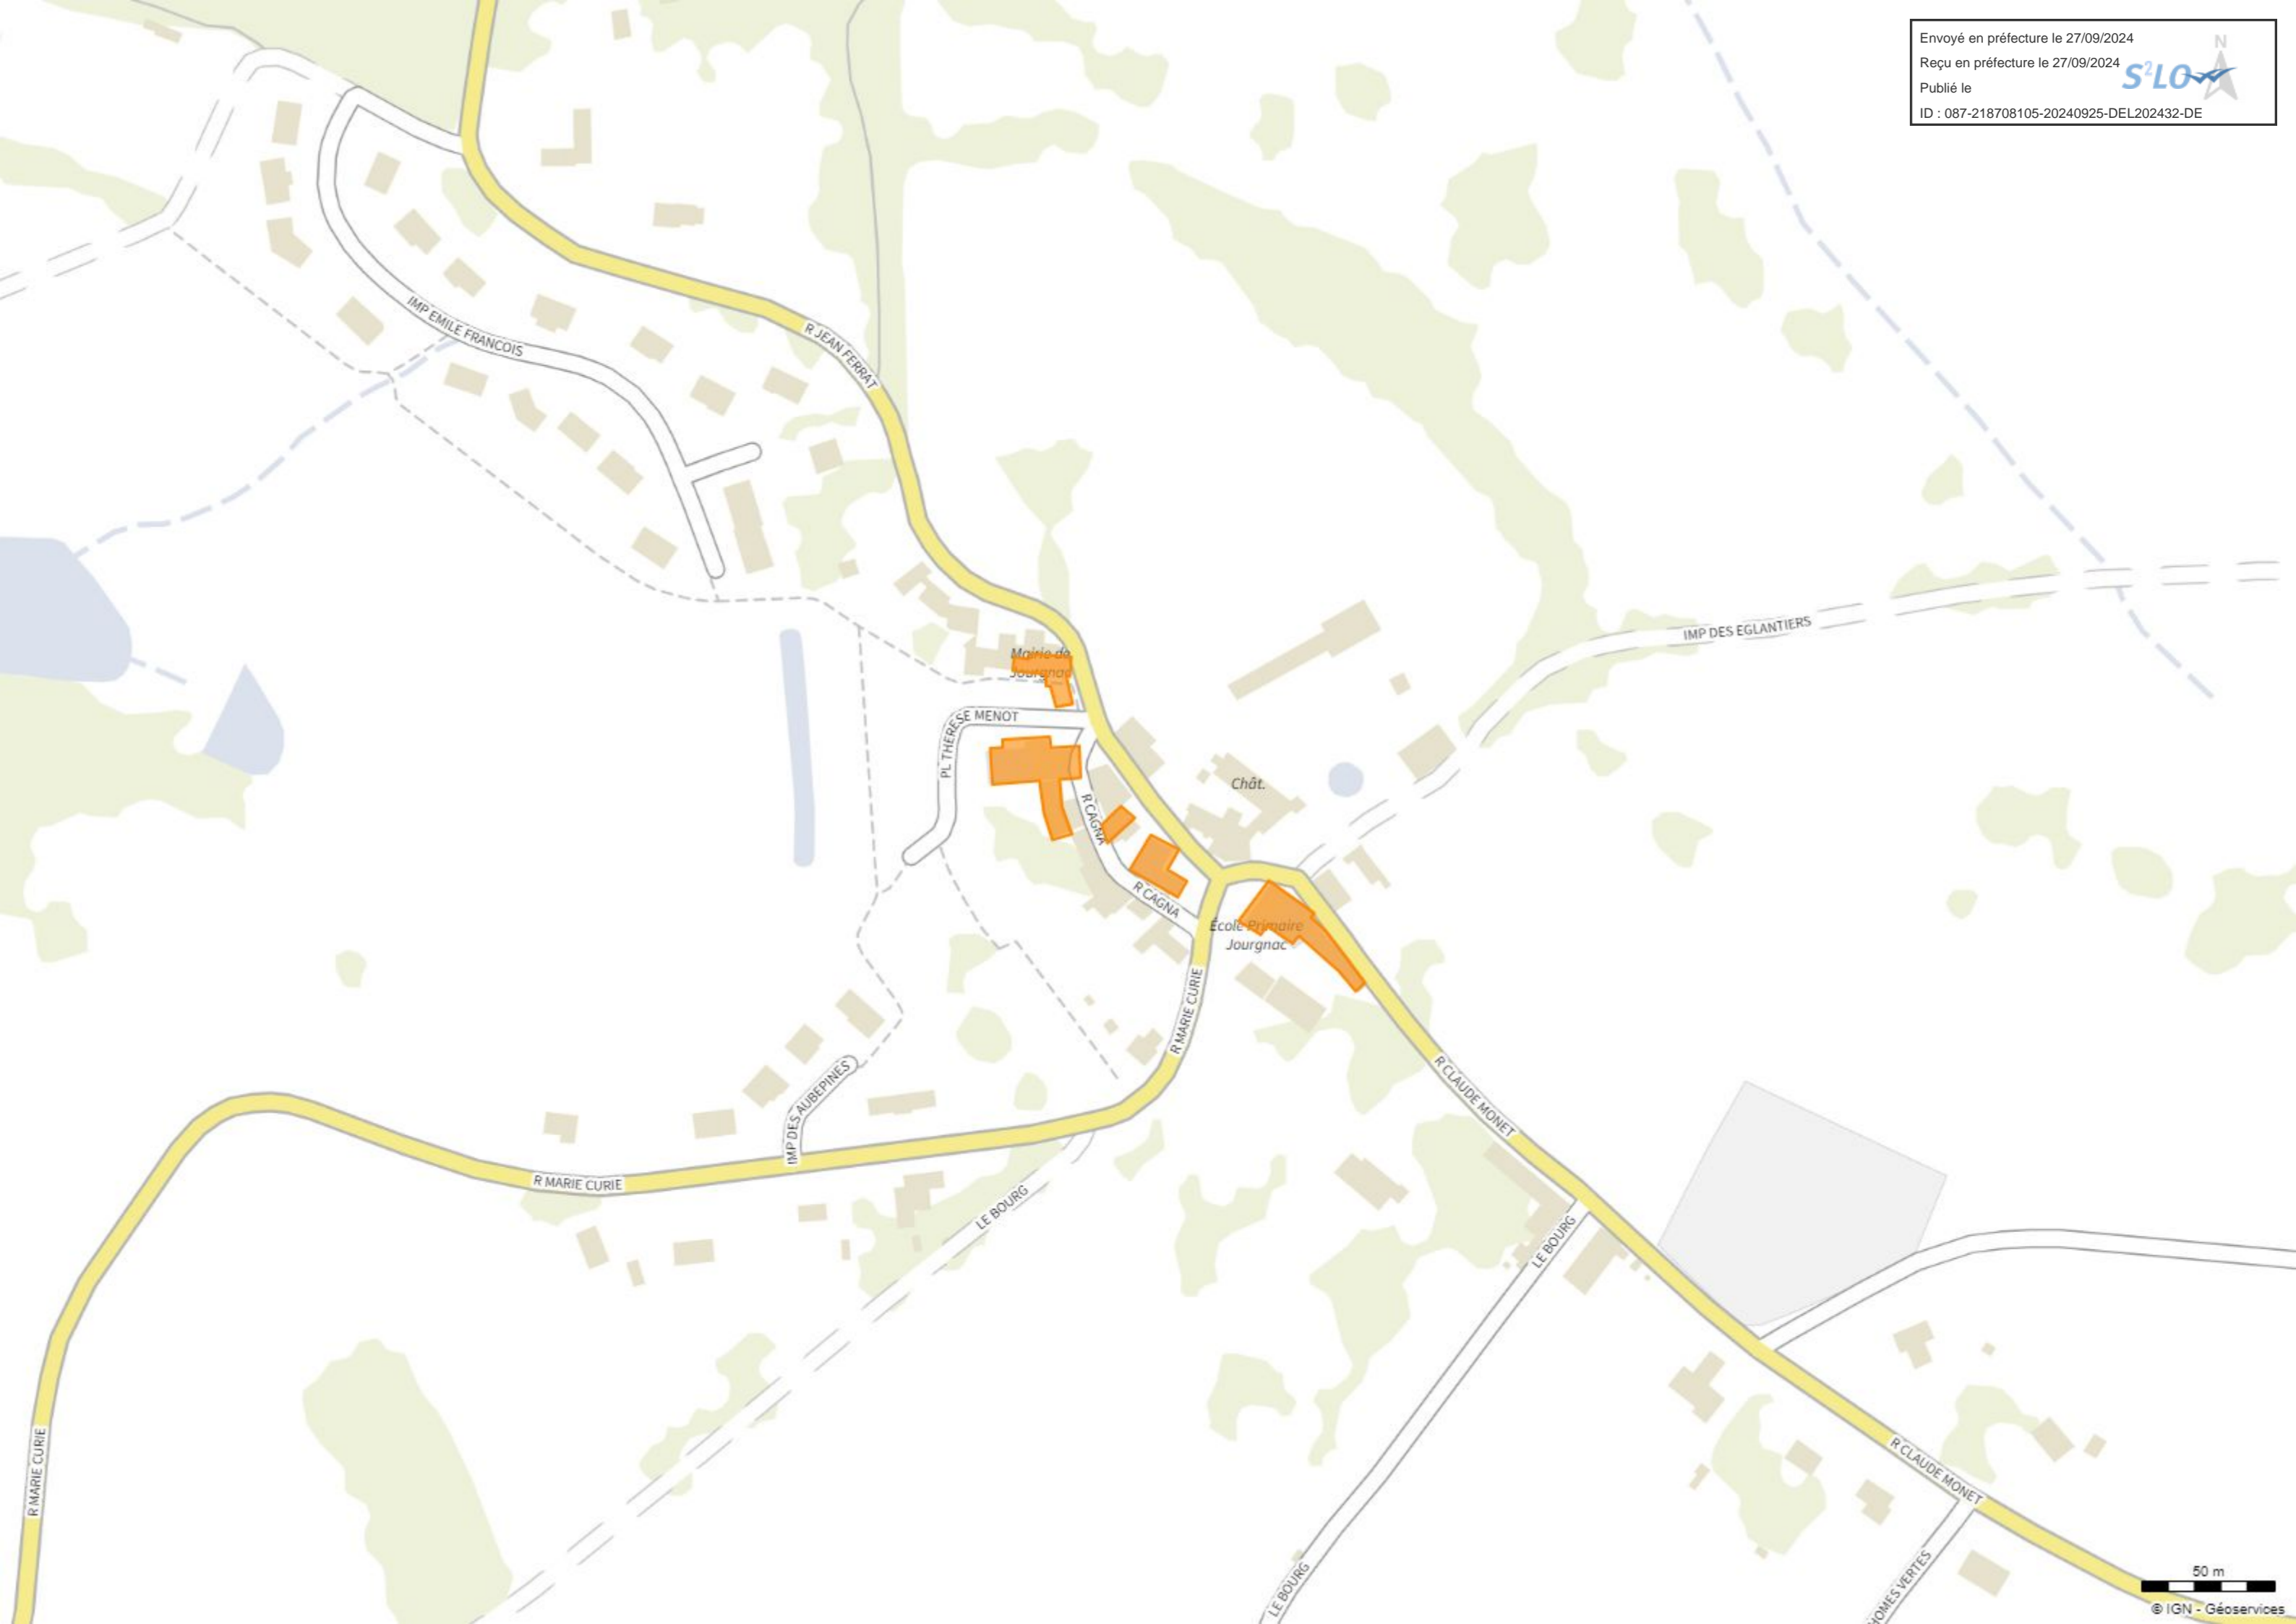 Envoyé en préfecture le 27/09/2024
Reçu en préfecture le 27/09/2024
Publié le
ID : 087-218708105-20240925-DEL202432-DE
S²LO
N
IMP EMILE FRANCOIS
R JEAN FERRAT
IMP DES EGLANTIERS
Mairie de
Jourgnac
PL THERESE MENOT
Chât.
R CAGNA
R CAGNA
École Primaire
Jourgnac
R MARIE CURIE
R CLAUDE MONET
IMP DES AUBEPINES
R MARIE CURIE
LE BOURG
LE BOURG
R MARIE CURIE
R CLAUDE MONET
LE BOURG
VERTES
50 m
© IGN - Géoservices